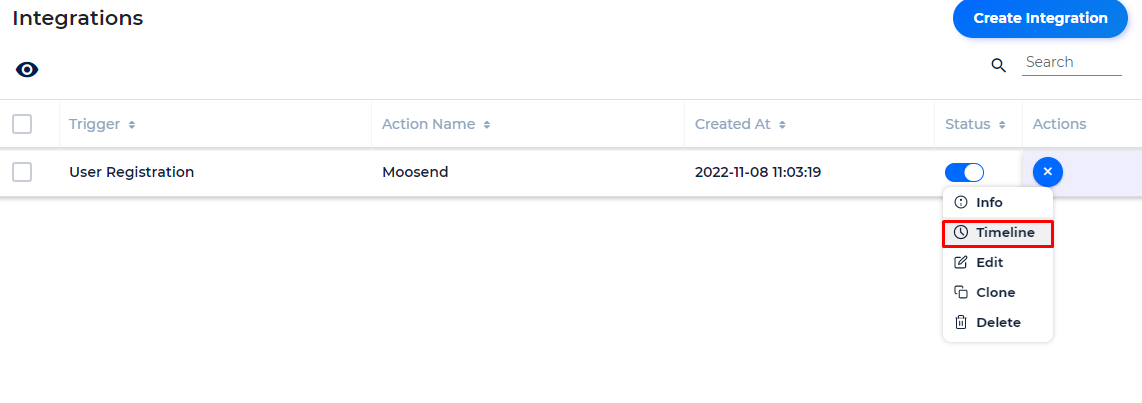 Integrations
Create Integration
Search
Trigger Action Name Created At Status Actions
User Registration Moosend 2022-11-08 11:03:19
Info
Timeline
Edit
Clone
Delete